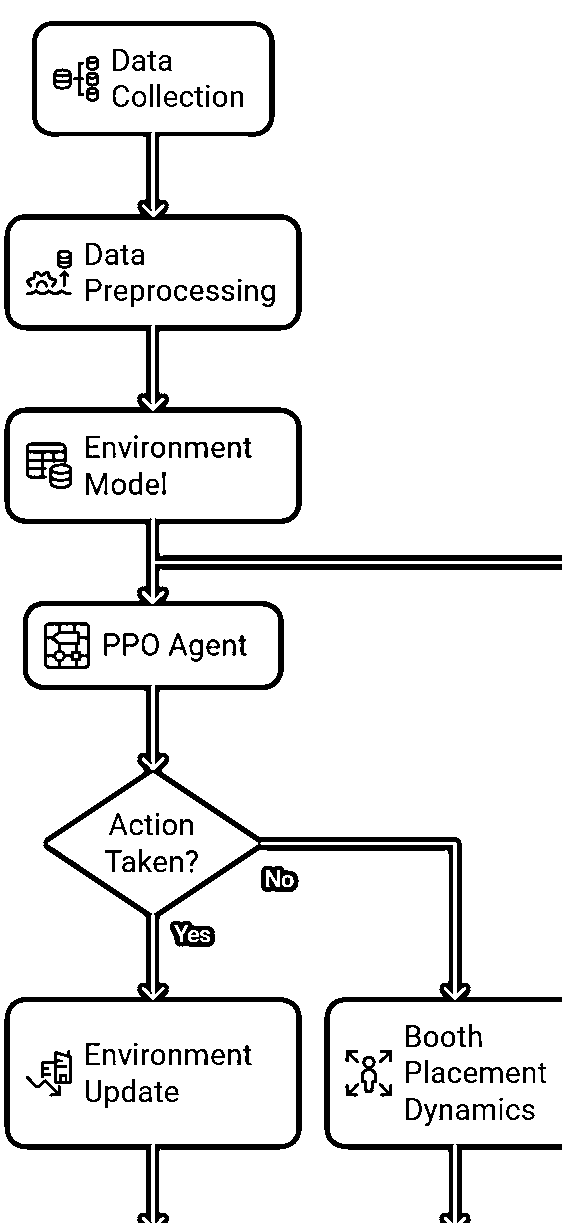 Data
Collection
Data
Preprocessing
Environment
Model
PPO Agent
Action
Taken?
No
Yes
Environment
Update
Booth
Placement
Dynamics